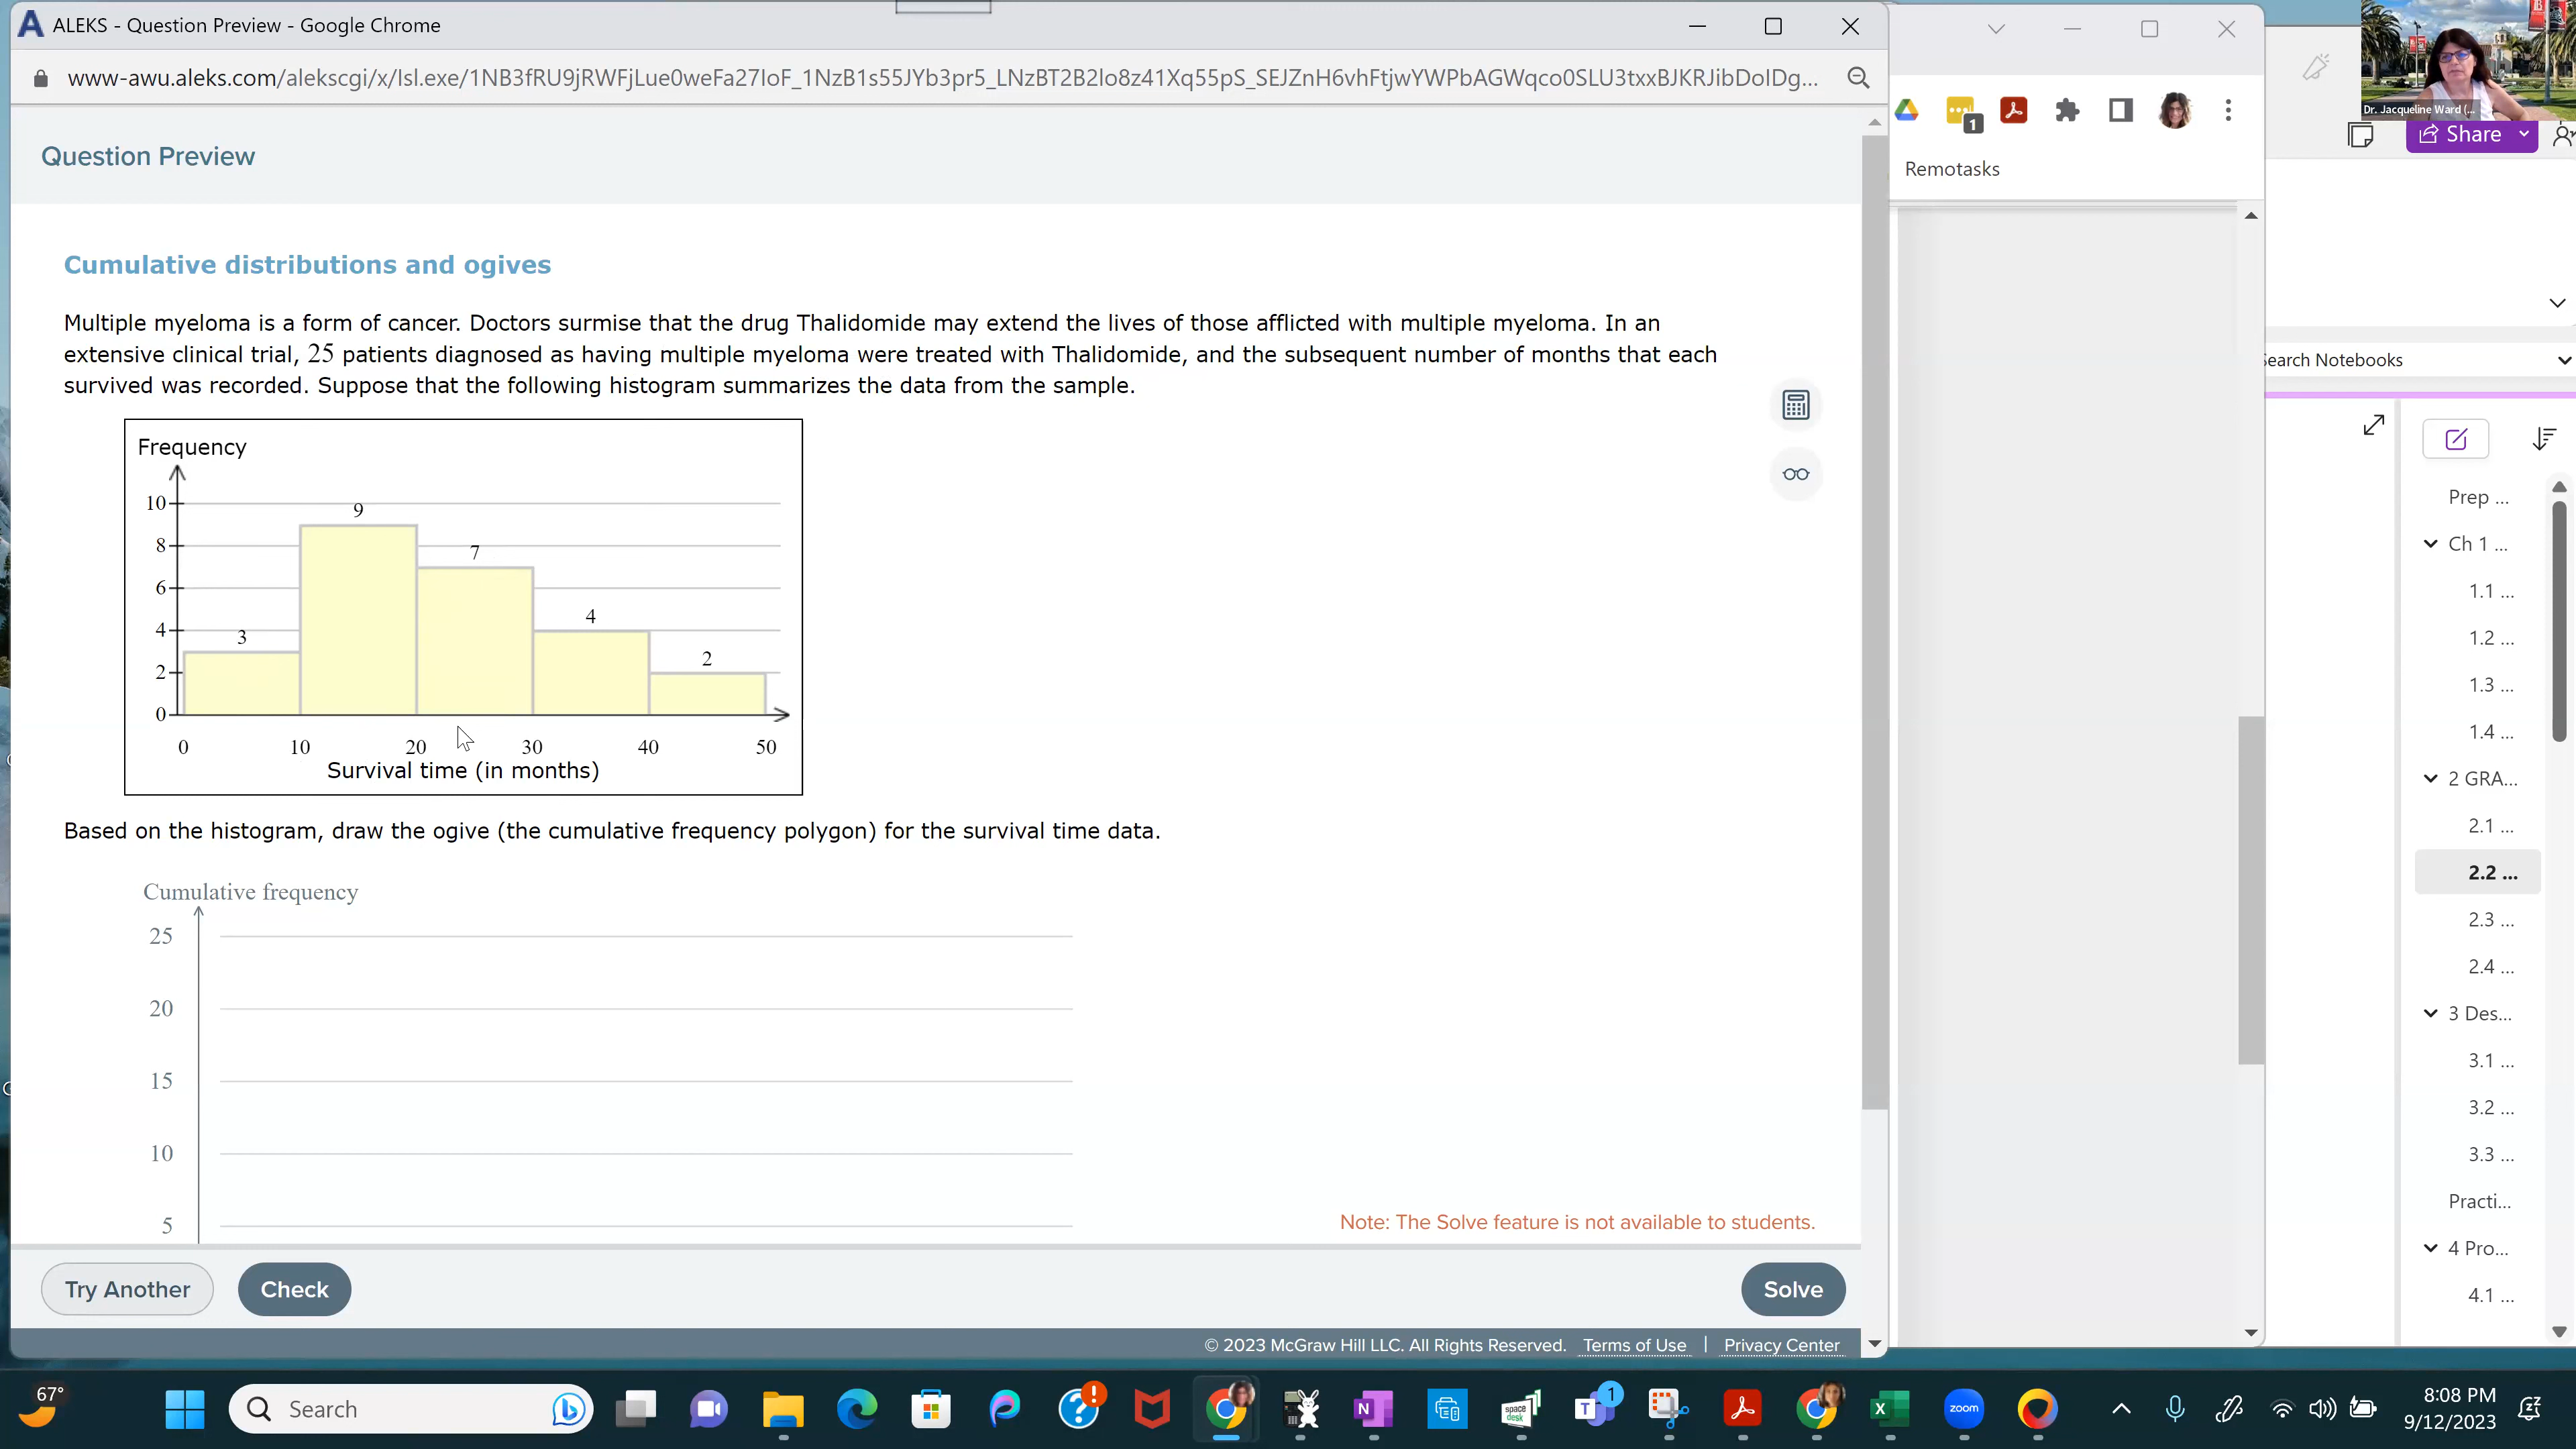 ALEKS - Question Preview - Google Chrome
www-awu.aleks.com/alekscgi/x/Isl.exe/1NB3fRU9jRWFjLue0weFa27IoF_1NzB1s55JYb3pr5_LNzBT2B2lo8z41Xq55pS_SEJZnH6vhFtjwYWPbAGWqco0SLU3txxBJKRJibDoIDg...
Question Preview
Cumulative distributions and ogives
Multiple myeloma is a form of cancer. Doctors surmise that the drug Thalidomide may extend the lives of those afflicted with multiple myeloma. In an
extensive clinical trial, 25 patients diagnosed as having multiple myeloma were treated with Thalidomide, and the subsequent number of months that each
survived was recorded. Suppose that the following histogram summarizes the data from the sample.
Frequency
10
8
6
4
2
0
3
9
7
4
2
0 10 20 30 40 50
Survival time (in months)
Based on the histogram, draw the ogive (the cumulative frequency polygon) for the survival time data.
Cumulative frequency
25
20
15
10
5
Note: The Solve feature is not available to students.
Try Another
Check
Solve
© 2023 McGraw Hill LLC. All Rights Reserved. Terms of Use | Privacy Center
1
Remotasks
Dr. Jacqueline Ward (...
Share
Search Notebooks
Prep ...
Ch 1 ...
1.1 ...
1.2 ...
1.3 ...
1.4 ...
2 GRA...
2.1 ...
2.2 ...
2.3 ...
2.4 ...
3 Des...
3.1 ...
3.2 ...
3.3 ...
Practi...
4 Pro...
4.1 ...
67°
Search
space
desk
1
zoom
8:08 PM
9/12/2023